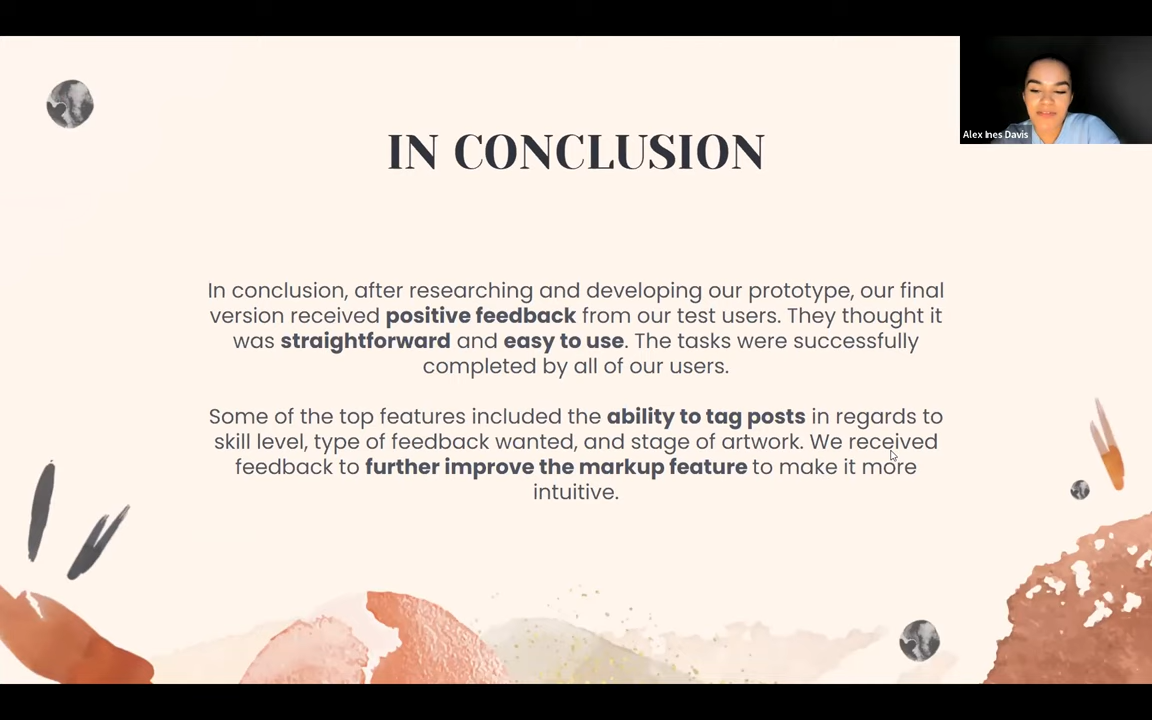 Alex Ines Davis
IN CONCLUSION
In conclusion, after researching and developing our prototype, our final
version received positive feedback from our test users. They thought it
was straightforward and easy to use. The tasks were successfully
completed by all of our users.
Some of the top features included the ability to tag posts in regards to
skill level, type of feedback wanted, and stage of artwork. We received
feedback to further improve the markup feature to make it more
intuitive.